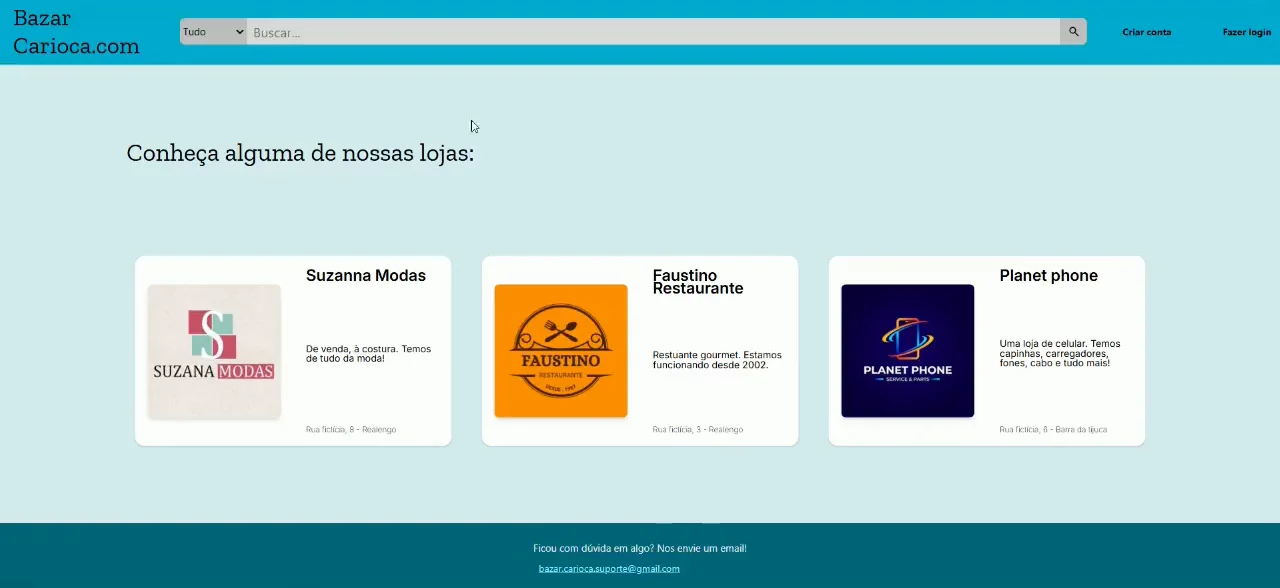 Bazar
Carioca.com
Tudo
Buscar...
Criar conta
Fazer login
Conheça alguma de nossas lojas:
SUZANA MODAS
Suzanna Modas
De venda, à costura. Temos
de tudo da moda!
Rua fictícia, 8 - Realengo
FAUSTINO
RESTAURANTE
Faustino
Restaurante
Restuante gourmet. Estamos
funcionando desde 2002.
Rua fictícia, 3 - Realengo
PLANET PHONE
SERVICE & PARTS
Planet phone
Uma loja de celular. Temos
capinhas, carregadores,
fones, cabo e tudo mais!
Rua fictícia, 6 - Barra da tijuca
Ficou com dúvida em algo? Nos envie um email!
bazar.carioca.suporte@gmail.com